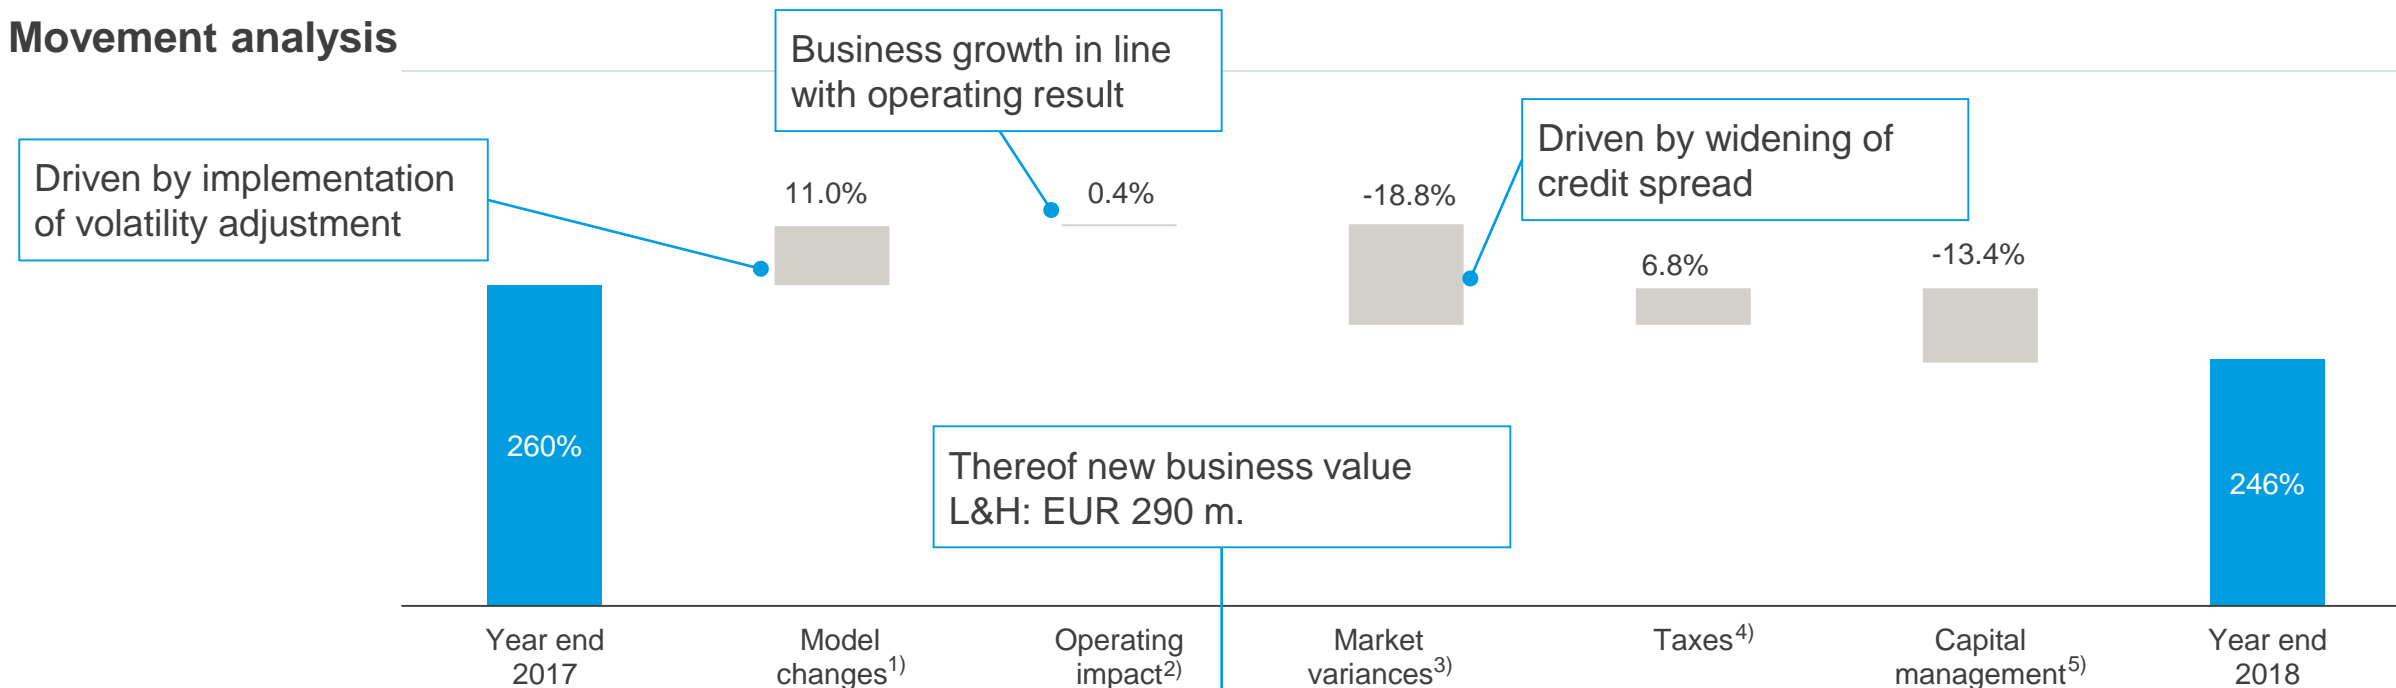 Movement analysis
Business growth in line
with operating result
Driven by implementation
of volatility adjustment
Driven by widening of
credit spread
11.0%
0.4%
-18.8%
6.8%
-13.4%
260%
Thereof new business value
L&H: EUR 290 m.
246%
Year end
2017
Model
changes1)
Operating
impact2)
Market
variances3)
Taxes4)
Capital
management5)
Year end
2018